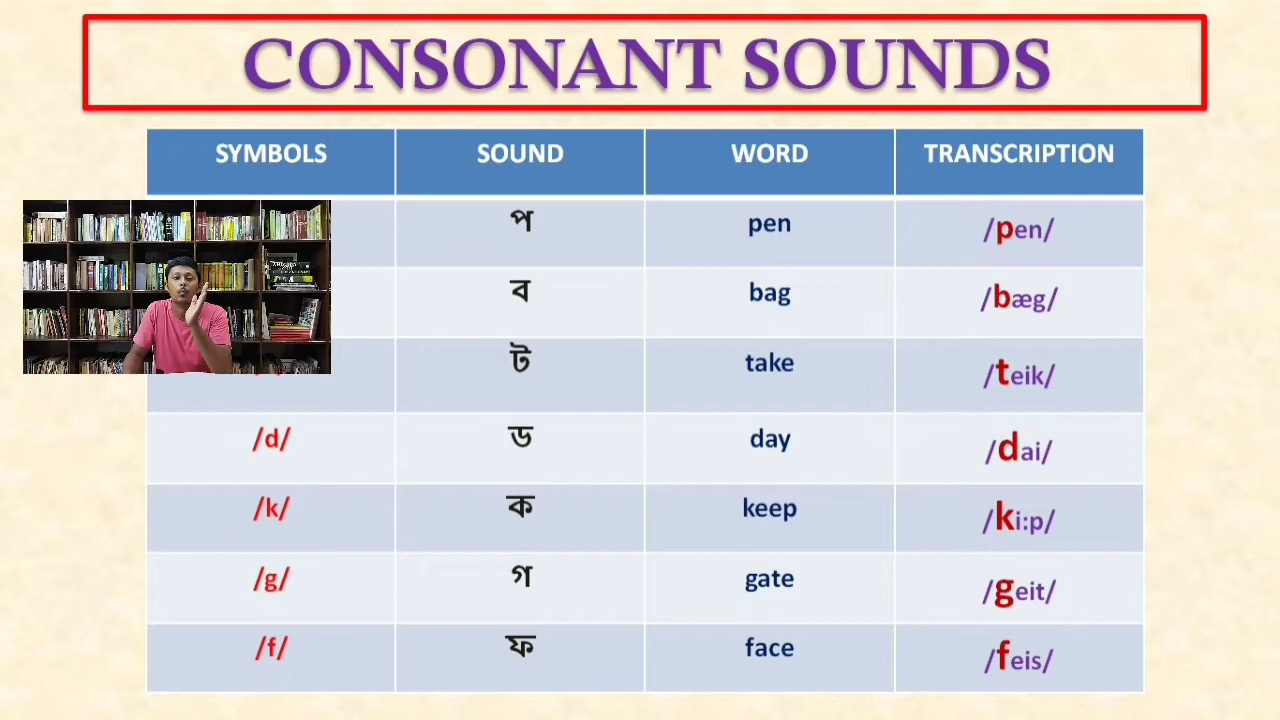 CONSONANT SOUNDS
SYMBOLS SOUND WORD TRANSCRIPTION
প pen /pen/
ব bag /bæg/
ট take /teik/
/d/ ড day /dai/
/k/ ক keep /ki:p/
/g/ গ gate /geit/
/f/ ফ face /feis/